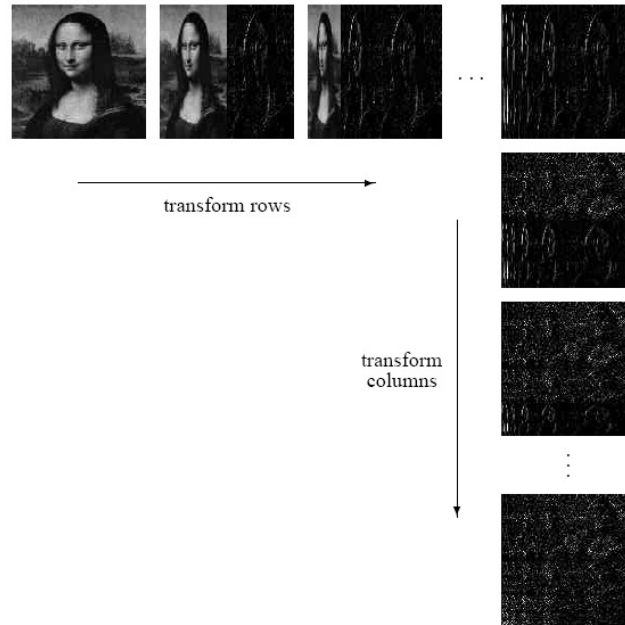 . . .
transform rows
transform
columns